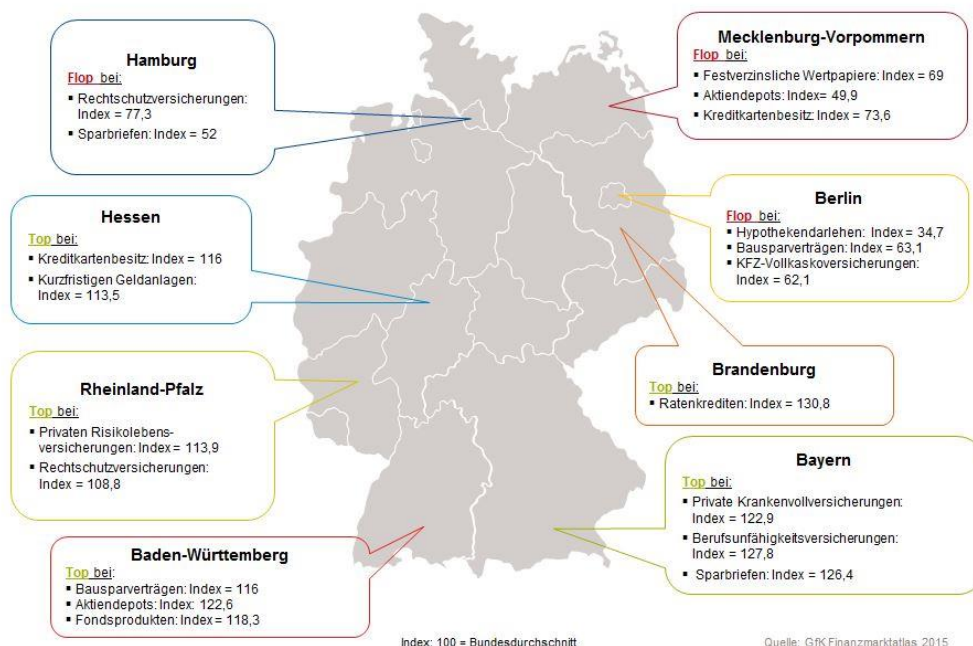 Hamburg
Flop bei:
▪ Rechtschutzversicherungen:
Index = 77,3
▪ Sparbriefen: Index = 52
Mecklenburg-Vorpommern
Flop bei:
▪ Festverzinsliche Wertpapiere: Index = 69
▪ Aktiendepots: Index= 49,9
▪ Kreditkartenbesitz: Index = 73,6
Hessen
Top bei:
▪ Kreditkartenbesitz: Index = 116
▪ Kurzfristigen Geldanlagen:
Index = 113,5
Berlin
Flop bei:
▪ Hypothekendarlehen: Index = 34,7
▪ Bausparverträgen: Index = 63,1
▪ KFZ-Vollkaskoversicherungen:
Index = 62,1
Rheinland-Pfalz
Top bei:
▪ Privaten Risikolebens-
versicherungen: Index = 113,9
▪ Rechtschutzversicherungen:
Index = 108,8
Brandenburg
Top bei:
▪ Ratenkrediten: Index = 130,8
Baden-Württemberg
Top bei:
▪ Bausparverträgen: Index = 116
▪ Aktiendepots: Index: 122,6
▪ Fondsprodukten: Index = 118,3
Bayern
Top bei:
▪ Private Krankenvollversicherungen:
Index = 122,9
▪ Berufsunfähigkeitsversicherungen:
Index = 127,8
▪ Sparbriefen: Index = 126,4
Index: 100 = Bundesdurchschnitt
Quelle: GfK Finanzmarktatlas 2015